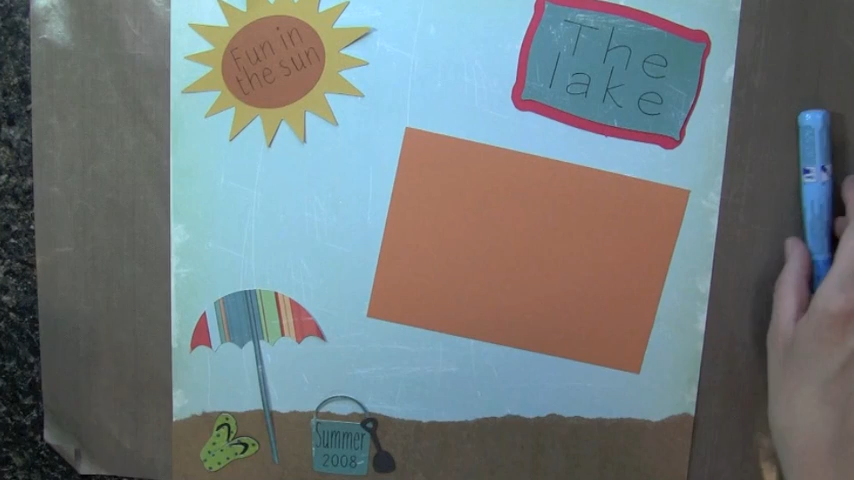 Fun in
the sun
The
lake
Summer
2008